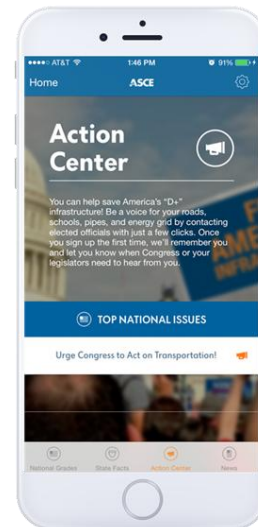 AT&T 1:46 PM 91%
Home ASCE
Action
Center
You can help save America's "D+"
infrastructure! Be a voice for your roads,
schools, pipes, and energy grid by contacting
elected officials with just a few clicks. Once
you sign up the first time, we'll remember you
and let you know when Congress or your
legislators need to hear from you.
TOP NATIONAL ISSUES
Urge Congress to Act on Transportation!
National Grades State Facts Action Center News